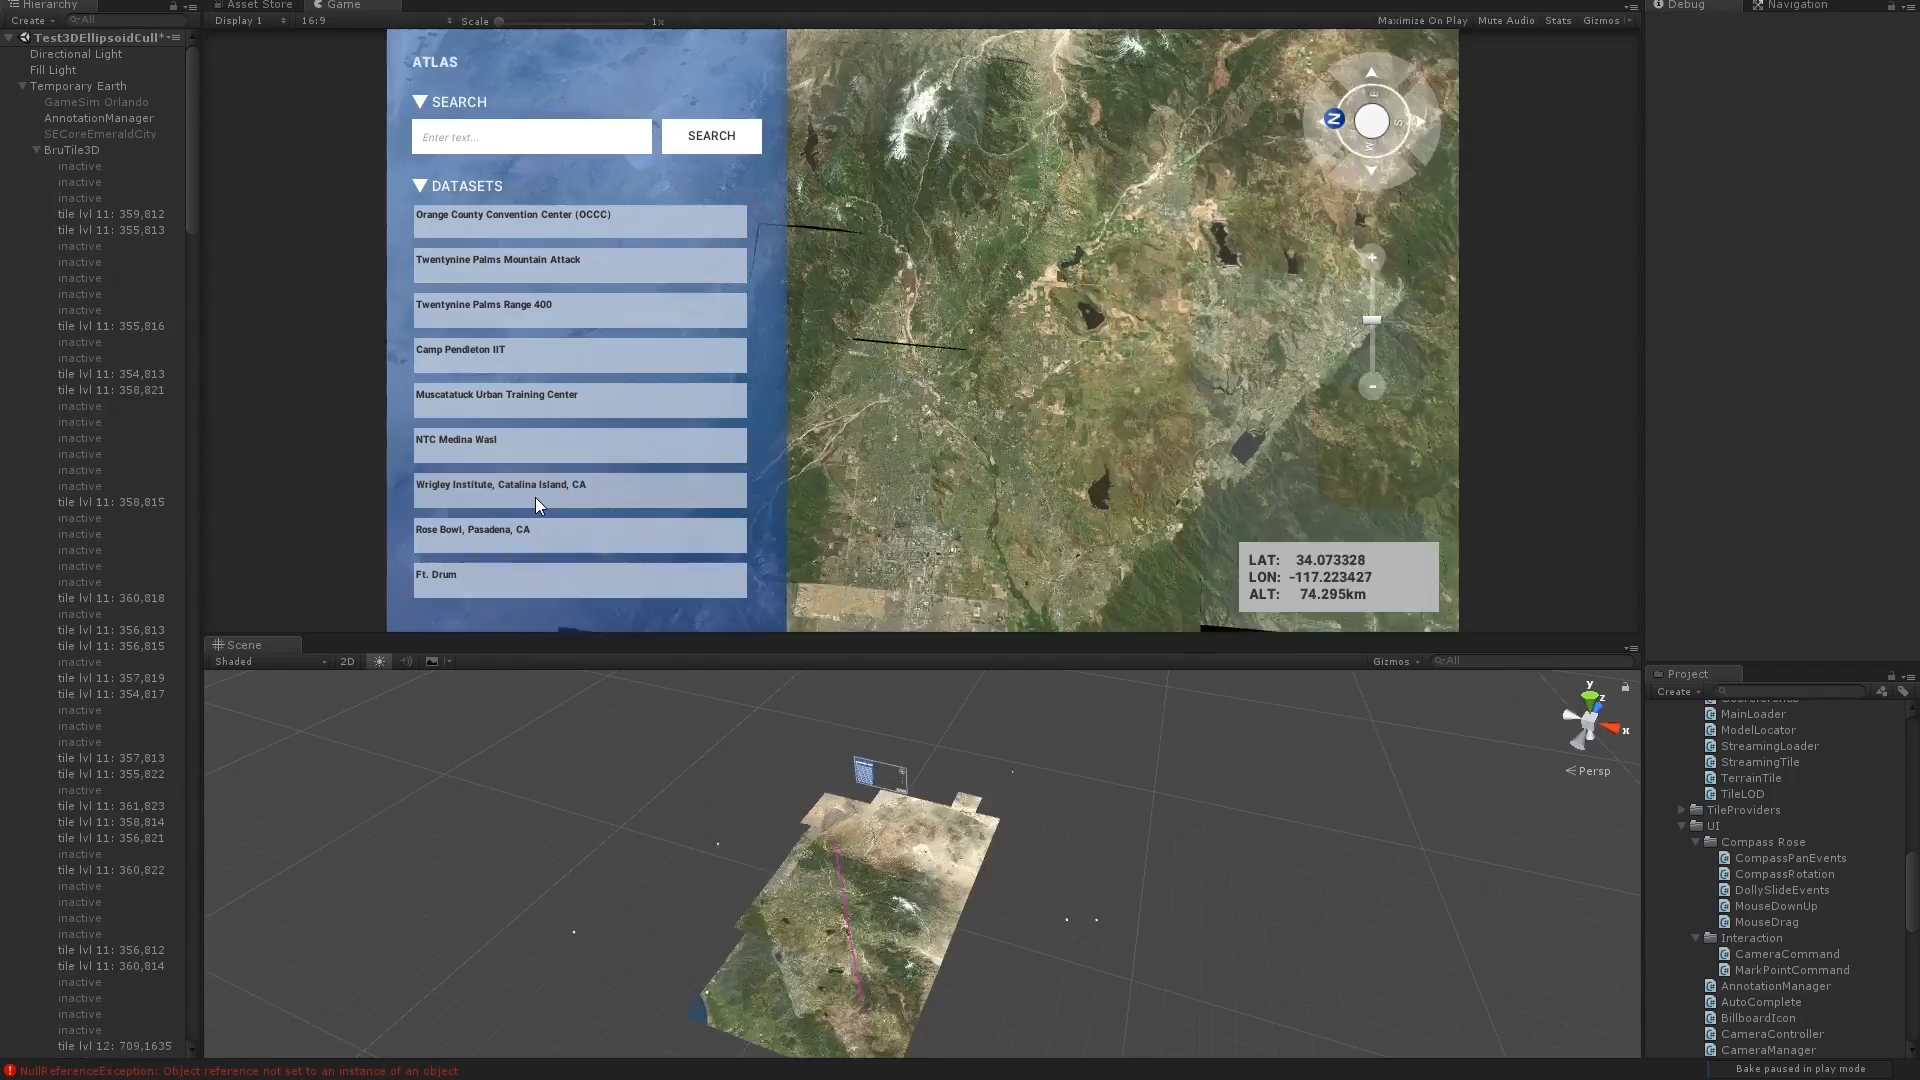 Hierarchy
Create
All
Test3DEllipsoidCull*
Directional Light
Fill Light
Temporary Earth
GameSim Orlando
AnnotationManager
SECoreEmeraldCity
BruTile3D
inactive
inactive
inactive
tile lvl 11: 359,812
tile lvl 11: 355,813
inactive
inactive
inactive
inactive
inactive
tile lvl 11: 355,816
inactive
inactive
tile lvl 11: 354,813
tile lvl 11: 358,821
inactive
inactive
inactive
inactive
inactive
inactive
tile lvl 11: 358,815
inactive
inactive
inactive
inactive
inactive
tile lvl 11: 360,818
inactive
tile lvl 11: 356,813
tile lvl 11: 356,815
inactive
tile lvl 11: 357,819
tile lvl 11: 354,817
inactive
inactive
inactive
tile lvl 11: 357,813
tile lvl 11: 355,822
inactive
tile lvl 11: 361,823
tile lvl 11: 358,814
tile lvl 11: 356,821
inactive
tile lvl 11: 360,822
inactive
inactive
inactive
inactive
tile lvl 11: 356,812
tile lvl 11: 360,814
inactive
inactive
inactive
inactive
tile lvl 12: 709,1635
Asset Store
Game
Display 1
16:9
Scale
1x
Maximize On Play
Mute Audio
Stats
Gizmos
ATLAS
SEARCH
Enter text...
SEARCH
DATASETS
Orange County Convention Center (OCCC)
Twentynine Palms Mountain Attack
Twentynine Palms Range 400
Camp Pendleton IIT
Muscatatuck Urban Training Center
NTC Medina Wasl
Wrigley Institute, Catalina Island, CA
Rose Bowl, Pasadena, CA
Ft. Drum
N
E
S
W
+
-
LAT: 34.073328
LON: -117.223427
ALT: 74.295km
Scene
Shaded
2D
Gizmos
All
y
z
x
Persp
Debug
Navigation
Project
Create
MainLoader
ModelLocator
StreamingLoader
StreamingTile
TerrainTile
TileLOD
TileProviders
UI
Compass Rose
CompassPanEvents
CompassRotation
DollySlideEvents
MouseDownUp
MouseDrag
Interaction
CameraCommand
MarkPointCommand
AnnotationManager
AutoComplete
BillboardIcon
CameraController
CameraManager
NullReferenceException: Object reference not set to an instance of an object
Bake paused in play mode